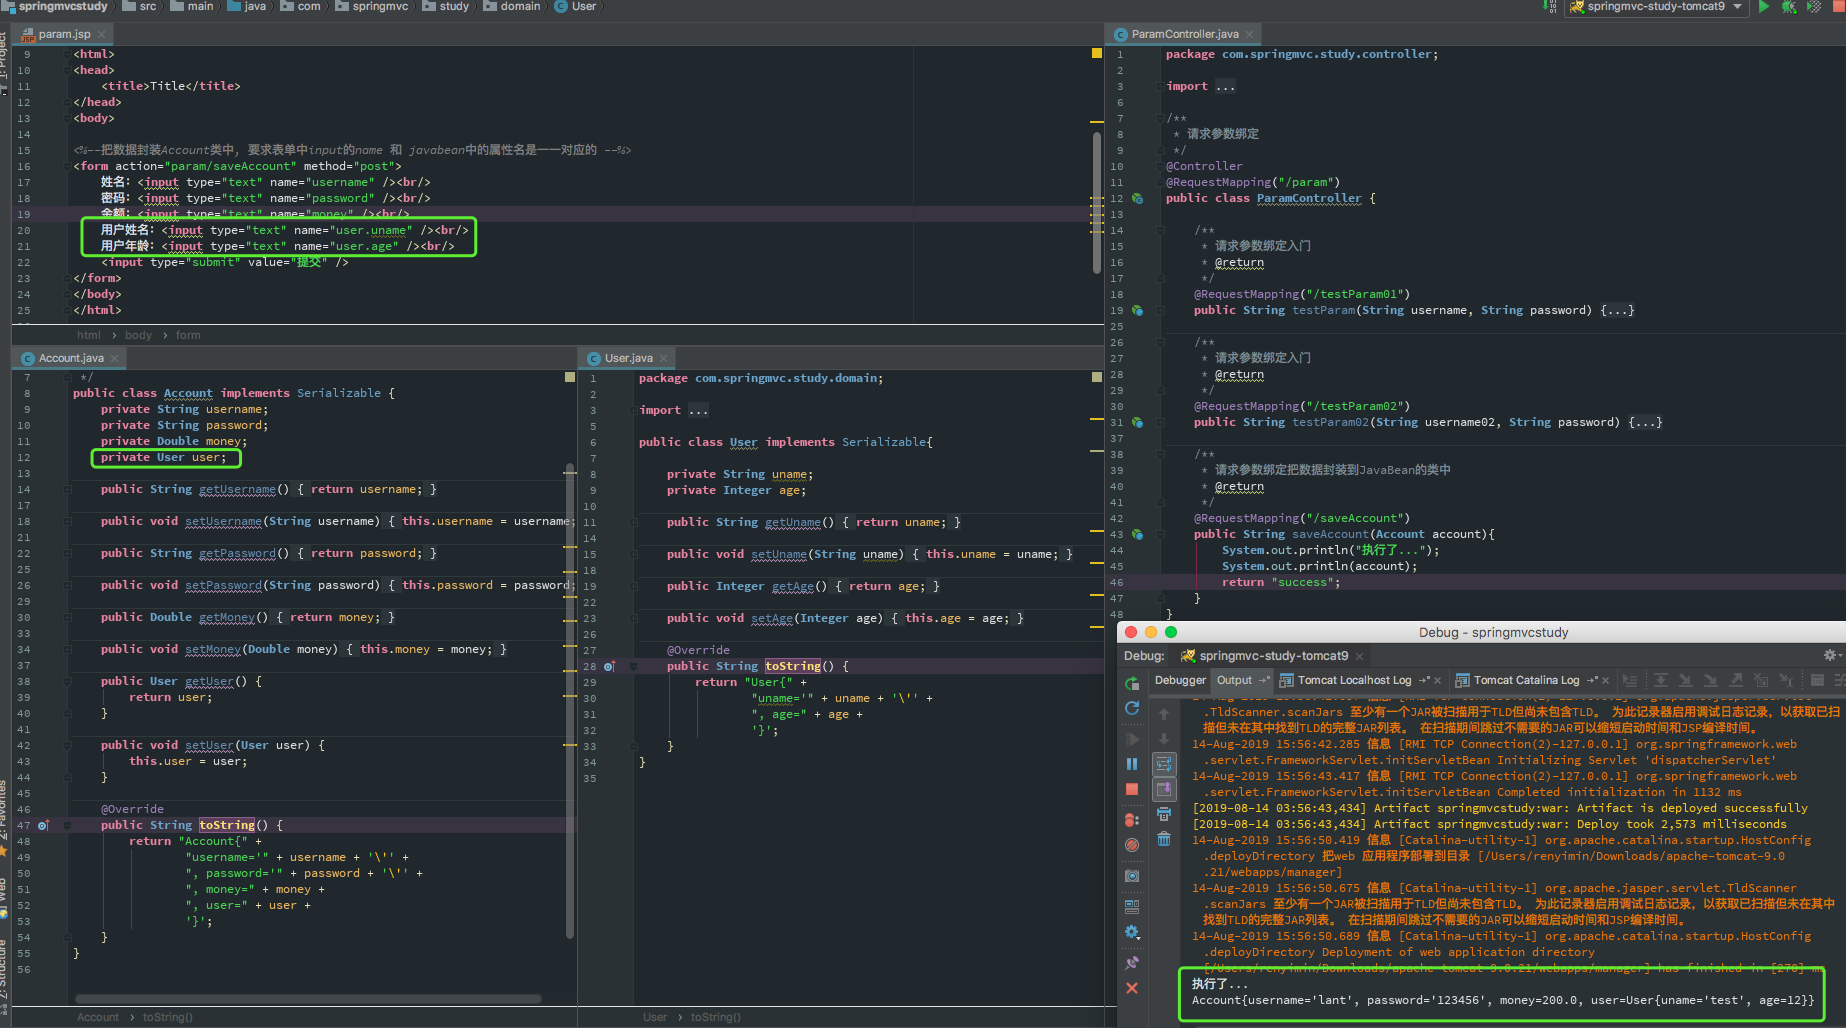 springmvcstudy
src
main
java
com
springmvc
study
domain
User
springmvc-study-tomcat9
param.jsp
9 <html>
10 <head>
11 <title>Title</title>
12 </head>
13 <body>
14
15 <%--把数据封装Account类中, 要求表单中input的name 和 javabean中的属性名是一一对应的 --%>
16 <form action="param/saveAccount" method="post">
17 姓名: <input type="text" name="username" /><br/>
18 密码: <input type="text" name="password" /><br/>
19 金额: <input type="text" name="money" /><br/>
20 用户姓名: <input type="text" name="user.uname" /><br/>
21 用户年龄: <input type="text" name="user.age" /><br/>
22 <input type="submit" value="提交" />
23 </form>
24 </body>
25 </html>
html › body › form
Account.java
7 */
8 public class Account implements Serializable {
9 private String username;
10 private String password;
11 private Double money;
12 private User user;
13
14 public String getUsername() { return username; }
17
18 public void setUsername(String username) { this.username = username;
21
22 public String getPassword() { return password; }
25
26 public void setPassword(String password) { this.password = password;
29
30 public Double getMoney() { return money; }
33
34 public void setMoney(Double money) { this.money = money; }
37
38 public User getUser() {
39 return user;
40 }
41
42 public void setUser(User user) {
43 this.user = user;
44 }
45
46 @Override
47 public String toString() {
48 return "Account{" +
49 "username='" + username + '\'' +
50 ", password='" + password + '\'' +
51 ", money=" + money +
52 ", user=" + user +
53 '}';
54 }
55 }
56
Account › toString()
User.java
1 package com.springmvc.study.domain;
2
3 import ...
5
6 public class User implements Serializable{
7
8 private String uname;
9 private Integer age;
10
11 public String getUname() { return uname; }
14
15 public void setUname(String uname) { this.uname = uname; }
18
19 public Integer getAge() { return age; }
22
23 public void setAge(Integer age) { this.age = age; }
26
27 @Override
28 public String toString() {
29 return "User{" +
30 "uname='" + uname + '\'' +
31 ", age=" + age +
32 '}';
33 }
34 }
35
User › toString()
ParamController.java
1 package com.springmvc.study.controller;
2
3 import ...
6
7 /**
8 * 请求参数绑定
9 */
10 @Controller
11 @RequestMapping("/param")
12 public class ParamController {
13
14 /**
15 * 请求参数绑定入门
16 * @return
17 */
18 @RequestMapping("/testParam01")
19 public String testParam(String username, String password) {...}
25
26 /**
27 * 请求参数绑定入门
28 * @return
29 */
30 @RequestMapping("/testParam02")
31 public String testParam02(String username02, String password) {...}
37
38 /**
39 * 请求参数绑定把数据封装到JavaBean的类中
40 * @return
41 */
42 @RequestMapping("/saveAccount")
43 public String saveAccount(Account account){
44 System.out.println("执行了...");
45 System.out.println(account);
46 return "success";
47 }
48 }
Debug - springmvcstudy
Debug: springmvc-study-tomcat9
Debugger Output Tomcat Localhost Log Tomcat Catalina Log
.TldScanner.scanJars 至少有一个JAR被扫描用于TLD但尚未包含TLD。 为此记录器启用调试日志记录, 以获取已扫
描但未在其中找到TLD的完整JAR列表。 在扫描期间跳过不需要的JAR可以缩短启动时间和JSP编译时间。
14-Aug-2019 15:56:42.285 信息 [RMI TCP Connection(2)-127.0.0.1] org.springframework.web
.servlet.FrameworkServlet.initServletBean Initializing Servlet 'dispatcherServlet'
14-Aug-2019 15:56:43.417 信息 [RMI TCP Connection(2)-127.0.0.1] org.springframework.web
.servlet.FrameworkServlet.initServletBean Completed initialization in 1132 ms
[2019-08-14 03:56:43,434] Artifact springmvcstudy:war: Artifact is deployed successfully
[2019-08-14 03:56:43,434] Artifact springmvcstudy:war: Deploy took 2,573 milliseconds
14-Aug-2019 15:56:50.419 信息 [Catalina-utility-1] org.apache.catalina.startup.HostConfig
.deployDirectory 把web 应用程序部署到目录 [/Users/renyimin/Downloads/apache-tomcat-9.0
.21/webapps/manager]
14-Aug-2019 15:56:50.675 信息 [Catalina-utility-1] org.apache.jasper.servlet.TldScanner
.scanJars 至少有一个JAR被扫描用于TLD但尚未包含TLD。 为此记录器启用调试日志记录, 以获取已扫描但未在其中
找到TLD的完整JAR列表。 在扫描期间跳过不需要的JAR可以缩短启动时间和JSP编译时间。
14-Aug-2019 15:56:50.689 信息 [Catalina-utility-1] org.apache.catalina.startup.HostConfig
.deployDirectory Deployment of web application directory
[/Users/renyimin/Downloads/apache-tomcat-9.0.21/webapps/manager] has finished in [270] ms
执行了...
Account{username='lant', password='123456', money=200.0, user=User{uname='test', age=12}}
1: Project
2: Favorites
Web
Z: Structure